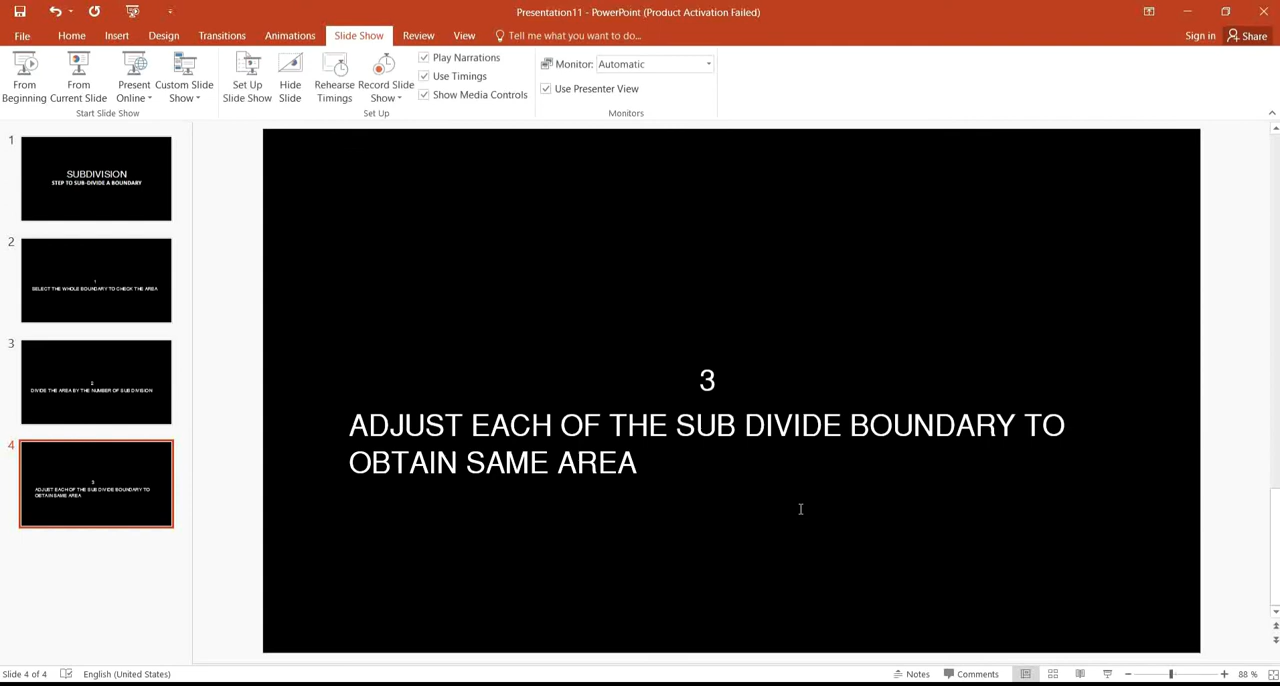 Presentation11 - PowerPoint (Product Activation Failed)
File Home Insert Design Transitions Animations Slide Show Review View Tell me what you want to do... Sign in Share
From Beginning
From Current Slide
Present Online
Custom Slide Show
Start Slide Show
Set Up Slide Show
Hide Slide
Rehearse Timings
Record Slide Show
Play Narrations
Use Timings
Show Media Controls
Set Up
Monitor: Automatic
Use Presenter View
Monitors
1
SUBDIVISION
STEP TO SUB-DIVIDE A BOUNDARY
2
1
SELECT THE WHOLE BOUNDARY TO CHECK THE AREA
3
2
DIVIDE THE AREA BY THE NUMBER OF SUB DIVISION
4
3
ADJUST EACH OF THE SUB DIVIDE BOUNDARY TO
OBTAIN SAME AREA
3
ADJUST EACH OF THE SUB DIVIDE BOUNDARY TO
OBTAIN SAME AREA
Slide 4 of 4 English (United States) Notes Comments 88 %